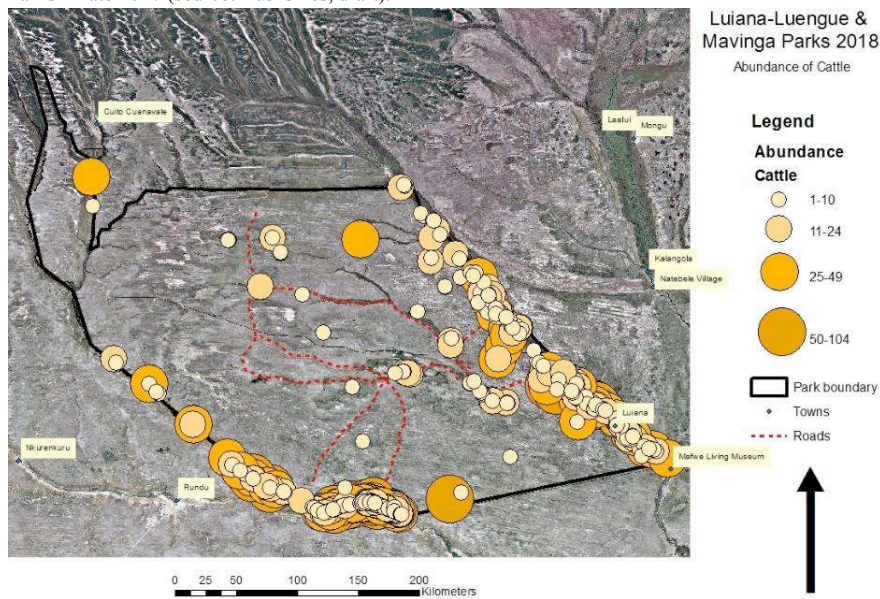 Luiana-Luengue &
Mavinga Parks 2018
Abundance of Cattle
Cuito Cuanavale
Lealui
Mongu
Kalangola
Natebele Village
Luiana
Mafwe Living Museum
Nkurenkuru
Rundu
Legend
Abundance
Cattle
1-10
11-24
25-49
50-104
Park boundary
Towns
Roads
0 25 50 100 150 200
Kilometers